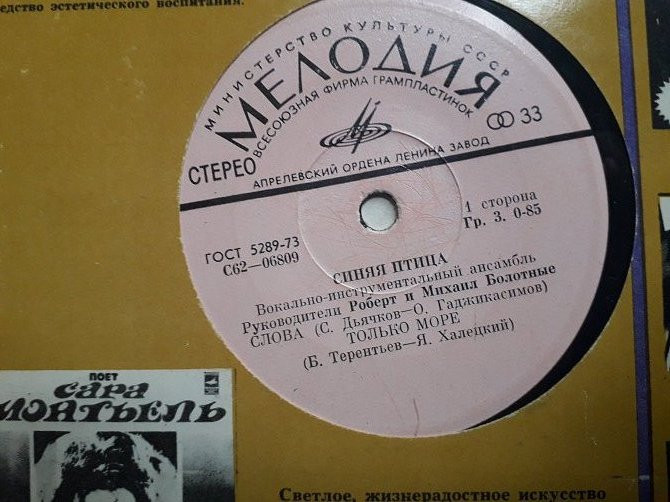 едство эстетического воспитания.
МИНИСТЕРСТВО КУЛЬТУРЫ СССР
МЕЛОДИЯ
ВСЕСОЮЗНАЯ ФИРМА ГРАМПЛАСТИНОК
СТЕРЕО
33
АПРЕЛЕВСКИЙ ОРДЕНА ЛЕНИНА ЗАВОД
ГОСТ 5289-73
С62—06809
1 сторона
Гр. 3. 0-85
СИНЯЯ ПТИЦА
Вокально-инструментальный ансамбль
Руководители Роберт и Михаил Болотные
СЛОВА (С. Дьячков—О. Гаджикасимов)
ТОЛЬКО МОРЕ
(Б. Терентьев—Я. Халецкий)
ПОЕТ
САРА
МОНТЬЕЛЬ
Светлое, жизнерадостное искусство